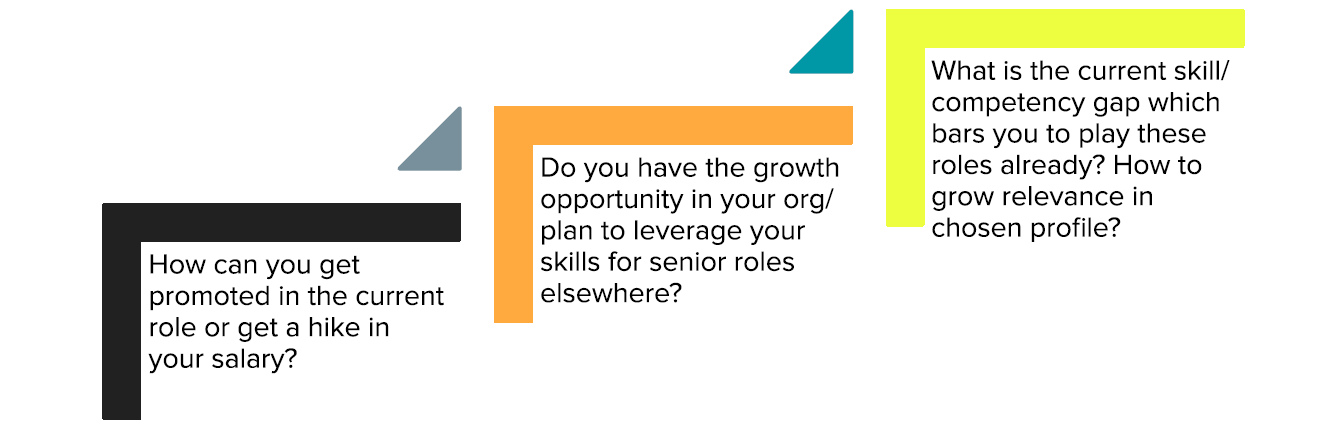 How can you get
promoted in the current
role or get a hike in
your salary?
Do you have the growth
opportunity in your org/
plan to leverage your
skills for senior roles
elsewhere?
What is the current skill/
competency gap which
bars you to play these
roles already? How to
grow relevance in
chosen profile?